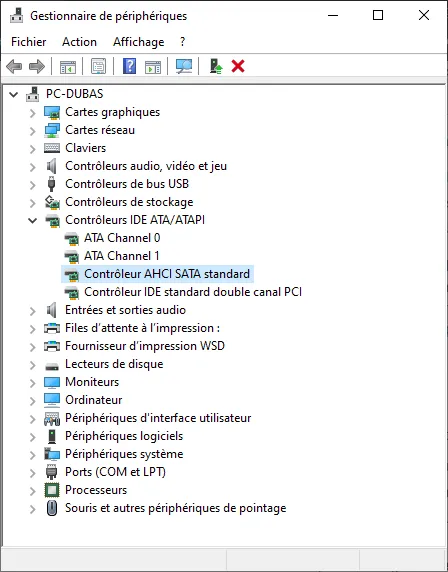 Gestionnaire de périphériques
Fichier Action Affichage ?
PC-DUBAS
Cartes graphiques
Cartes réseau
Claviers
Contrôleurs audio, vidéo et jeu
Contrôleurs de bus USB
Contrôleurs de stockage
Contrôleurs IDE ATA/ATAPI
ATA Channel 0
ATA Channel 1
Contrôleur AHCI SATA standard
Contrôleur IDE standard double canal PCI
Entrées et sorties audio
Files d'attente à l'impression :
Fournisseur d'impression WSD
Lecteurs de disque
Moniteurs
Ordinateur
Périphériques d'interface utilisateur
Périphériques logiciels
Périphériques système
Ports (COM et LPT)
Processeurs
Souris et autres périphériques de pointage